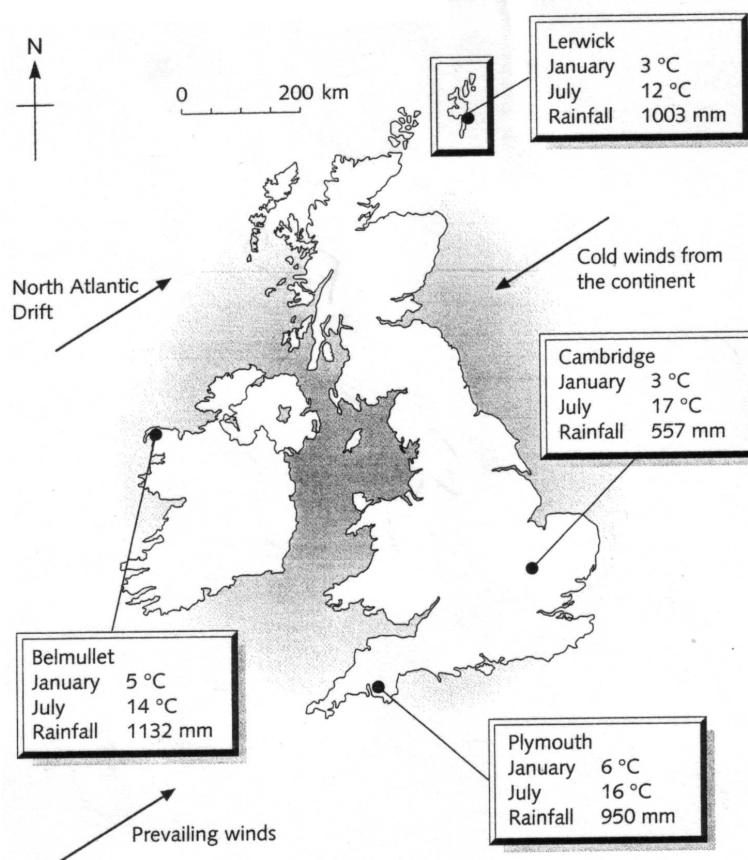 N
0 200 km
Lerwick
January 3 °C
July 12 °C
Rainfall 1003 mm
North Atlantic
Drift
Cold winds from
the continent
Cambridge
January 3 °C
July 17 °C
Rainfall 557 mm
Belmullet
January 5 °C
July 14 °C
Rainfall 1132 mm
Plymouth
January 6 °C
July 16 °C
Rainfall 950 mm
Prevailing winds